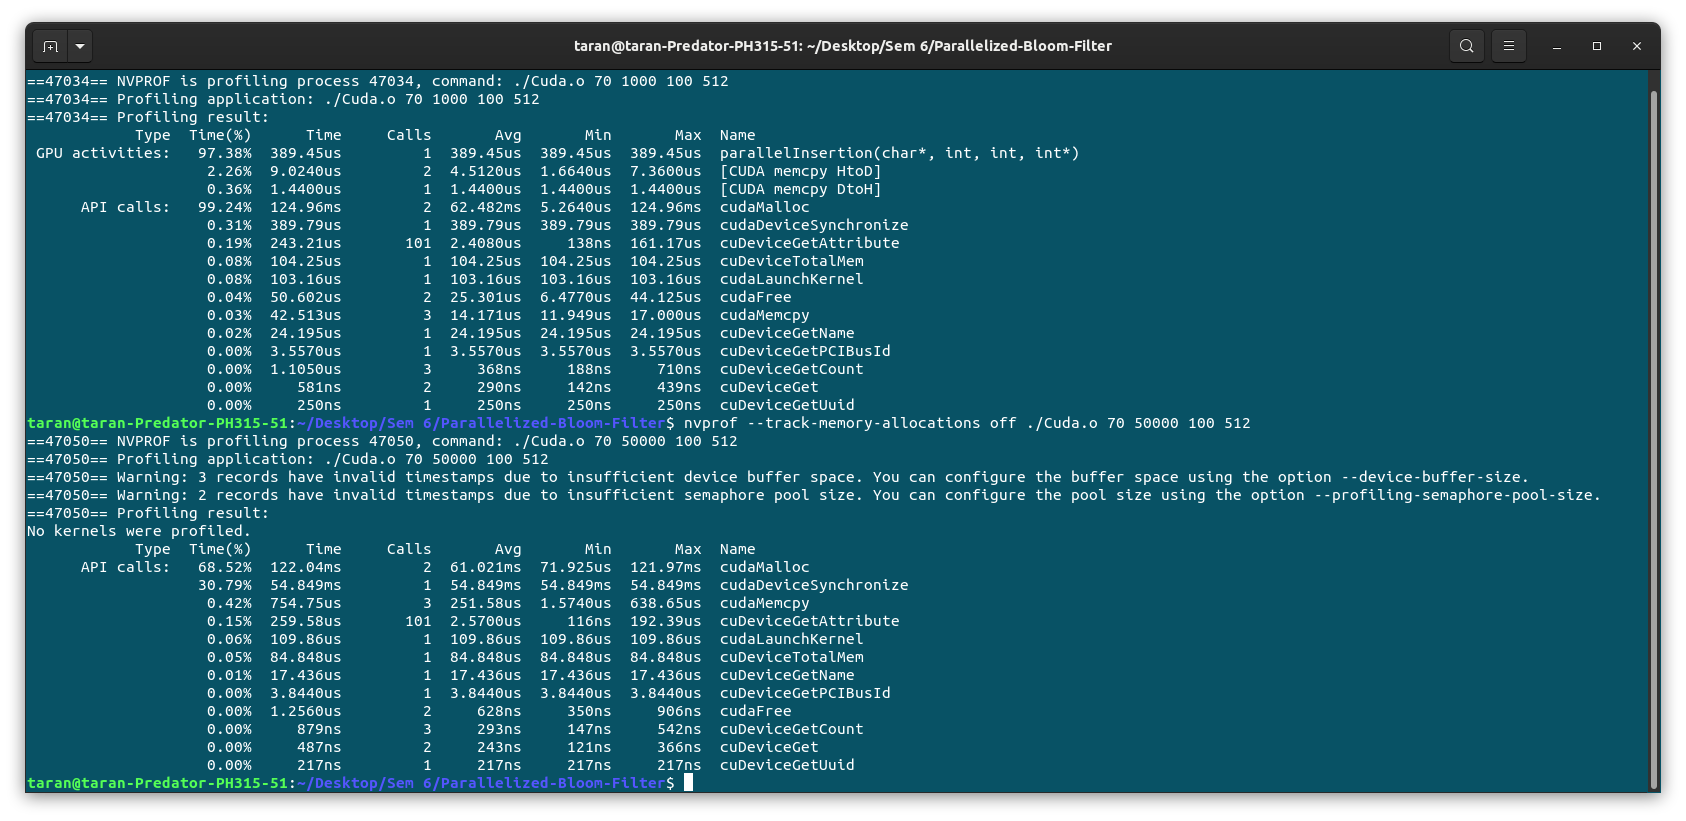 taran@taran-Predator-PH315-51: ~/Desktop/Sem 6/Parallelized-Bloom-Filter
==47034== NVPROF is profiling process 47034, command: ./Cuda.o 70 1000 100 512
==47034== Profiling application: ./Cuda.o 70 1000 100 512
==47034== Profiling result:
            Type  Time(%)      Time     Calls       Avg       Min       Max  Name
 GPU activities:   97.38%  389.45us         1  389.45us  389.45us  389.45us  parallelInsertion(char*, int, int, int*)
                    2.26%  9.0240us         2  4.5120us  1.6640us  7.3600us  [CUDA memcpy HtoD]
                    0.36%  1.4400us         1  1.4400us  1.4400us  1.4400us  [CUDA memcpy DtoH]
      API calls:   99.24%  124.96ms         2  62.482ms  5.2640us  124.96ms  cudaMalloc
                    0.31%  389.79us         1  389.79us  389.79us  389.79us  cudaDeviceSynchronize
                    0.19%  243.21us       101  2.4080us     138ns  161.17us  cuDeviceGetAttribute
                    0.08%  104.25us         1  104.25us  104.25us  104.25us  cuDeviceTotalMem
                    0.08%  103.16us         1  103.16us  103.16us  103.16us  cudaLaunchKernel
                    0.04%  50.602us         2  25.301us  6.4770us  44.125us  cudaFree
                    0.03%  42.513us         3  14.171us  11.949us  17.000us  cudaMemcpy
                    0.02%  24.195us         1  24.195us  24.195us  24.195us  cuDeviceGetName
                    0.00%  3.5570us         1  3.5570us  3.5570us  3.5570us  cuDeviceGetPCIBusId
                    0.00%  1.1050us         3     368ns     188ns     710ns  cuDeviceGetCount
                    0.00%     581ns         2     290ns     142ns     439ns  cuDeviceGet
                    0.00%     250ns         1     250ns     250ns     250ns  cuDeviceGetUuid
taran@taran-Predator-PH315-51:~/Desktop/Sem 6/Parallelized-Bloom-Filter$ nvprof --track-memory-allocations off ./Cuda.o 70 50000 100 512
==47050== NVPROF is profiling process 47050, command: ./Cuda.o 70 50000 100 512
==47050== Profiling application: ./Cuda.o 70 50000 100 512
==47050== Warning: 3 records have invalid timestamps due to insufficient device buffer space. You can configure the buffer space using the option --device-buffer-size.
==47050== Warning: 2 records have invalid timestamps due to insufficient semaphore pool size. You can configure the pool size using the option --profiling-semaphore-pool-size.
==47050== Profiling result:
No kernels were profiled.
            Type  Time(%)      Time     Calls       Avg       Min       Max  Name
      API calls:   68.52%  122.04ms         2  61.021ms  71.925us  121.97ms  cudaMalloc
                   30.79%  54.849ms         1  54.849ms  54.849ms  54.849ms  cudaDeviceSynchronize
                    0.42%  754.75us         3  251.58us  1.5740us  638.65us  cudaMemcpy
                    0.15%  259.58us       101  2.5700us     116ns  192.39us  cuDeviceGetAttribute
                    0.06%  109.86us         1  109.86us  109.86us  109.86us  cudaLaunchKernel
                    0.05%  84.848us         1  84.848us  84.848us  84.848us  cuDeviceTotalMem
                    0.01%  17.436us         1  17.436us  17.436us  17.436us  cuDeviceGetName
                    0.00%  3.8440us         1  3.8440us  3.8440us  3.8440us  cuDeviceGetPCIBusId
                    0.00%  1.2560us         2     628ns     350ns     906ns  cudaFree
                    0.00%     879ns         3     293ns     147ns     542ns  cuDeviceGetCount
                    0.00%     487ns         2     243ns     121ns     366ns  cuDeviceGet
                    0.00%     217ns         1     217ns     217ns     217ns  cuDeviceGetUuid
taran@taran-Predator-PH315-51:~/Desktop/Sem 6/Parallelized-Bloom-Filter$